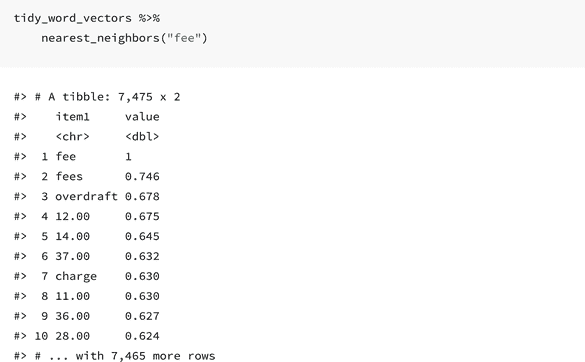 tidy_word_vectors %>%
    nearest_neighbors("fee")
#> # A tibble: 7,475 x 2
#>    item1     value
#>    <chr>     <dbl>
#>  1 fee       1
#>  2 fees      0.746
#>  3 overdraft 0.678
#>  4 12.00     0.675
#>  5 14.00     0.645
#>  6 37.00     0.632
#>  7 charge    0.630
#>  8 11.00     0.630
#>  9 36.00     0.627
#> 10 28.00     0.624
#> # ... with 7,465 more rows